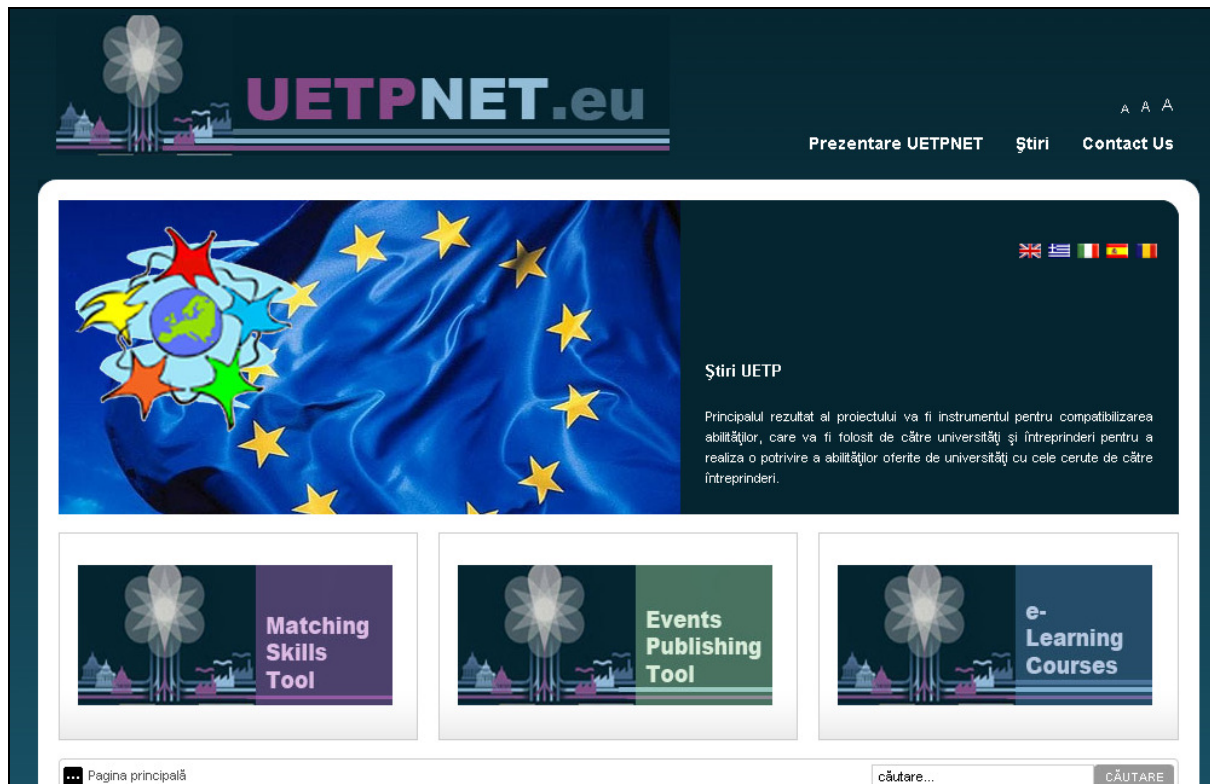 UETPNET.eu
A A A
Prezentare UETPNET Ştiri Contact Us
Ştiri UETP
Principalul rezultat al proiectului va fi instrumentul pentru compatibilizarea
abilităţilor, care va fi folosit de către universităţi şi întreprinderi pentru a
realiza o potrivire a abilităţilor oferite de universităţi cu cele cerute de către
întreprinderi.
Matching
Skills
Tool
Events
Publishing
Tool
e-
Learning
Courses
... Pagina principală
căutare... CĂUTARE